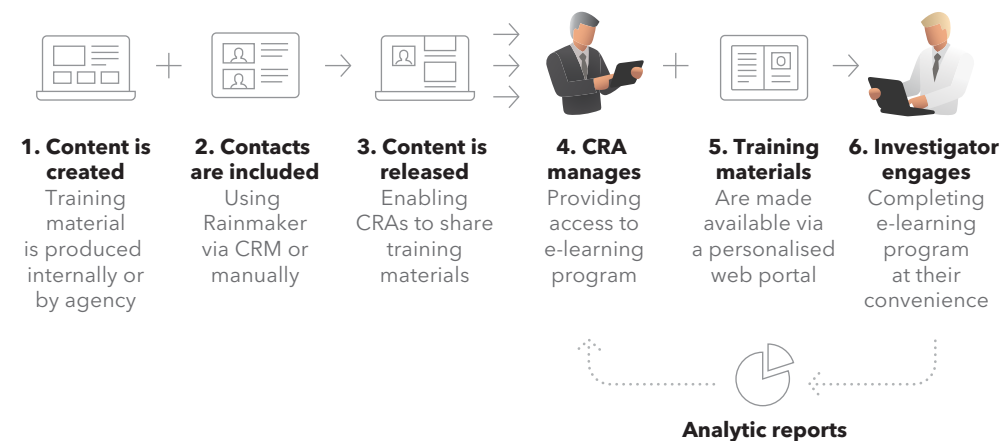 1. Content is
created
Training
material
is produced
internally or
by agency
2. Contacts
are included
Using
Rainmaker
via CRM or
manually
3. Content is
released
Enabling
CRAs to share
training
materials
4. CRA
manages
Providing
access to
e-learning
program
5. Training
materials
Are made
available via
a personalised
web portal
6. Investigator
engages
Completing
e-learning
program
at their
convenience
Analytic reports